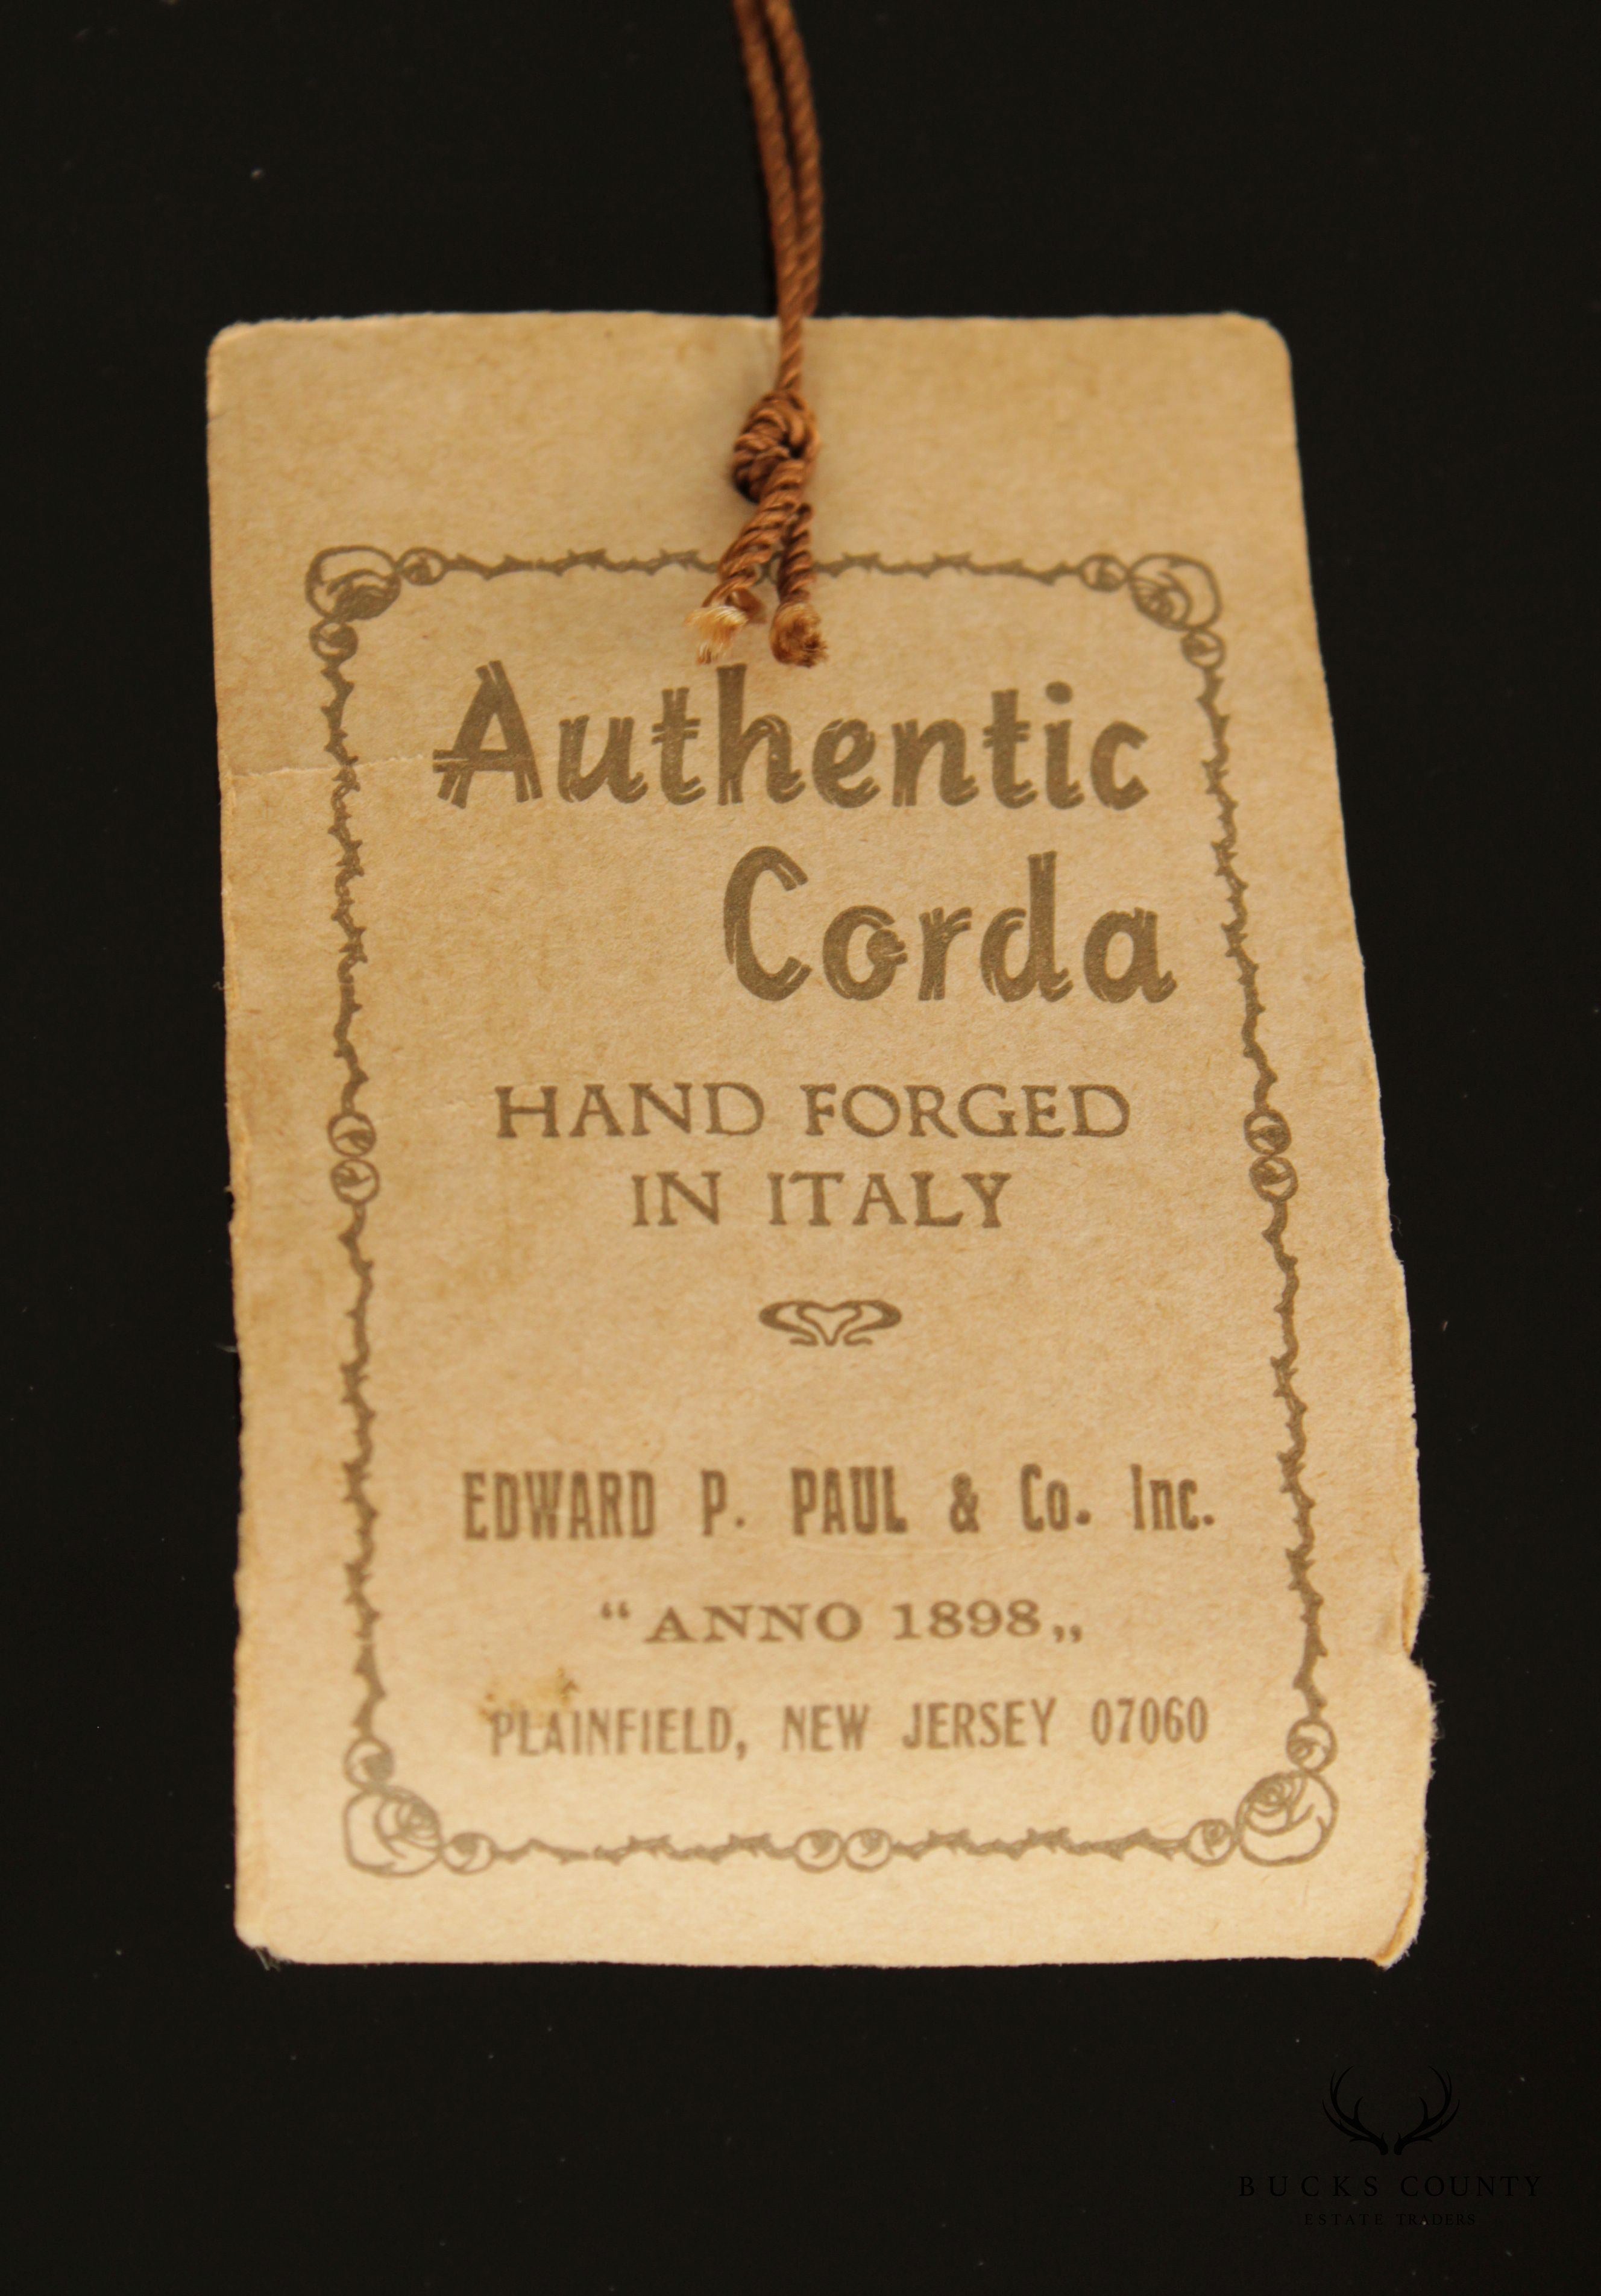 Authentic
Corda
HAND FORGED
IN ITALY
EDWARD P. PAUL & Co. Inc.
“ ANNO 1898 „
PLAINFIELD, NEW JERSEY 07060
BUCKS COUNTY
ESTATE TRADERS